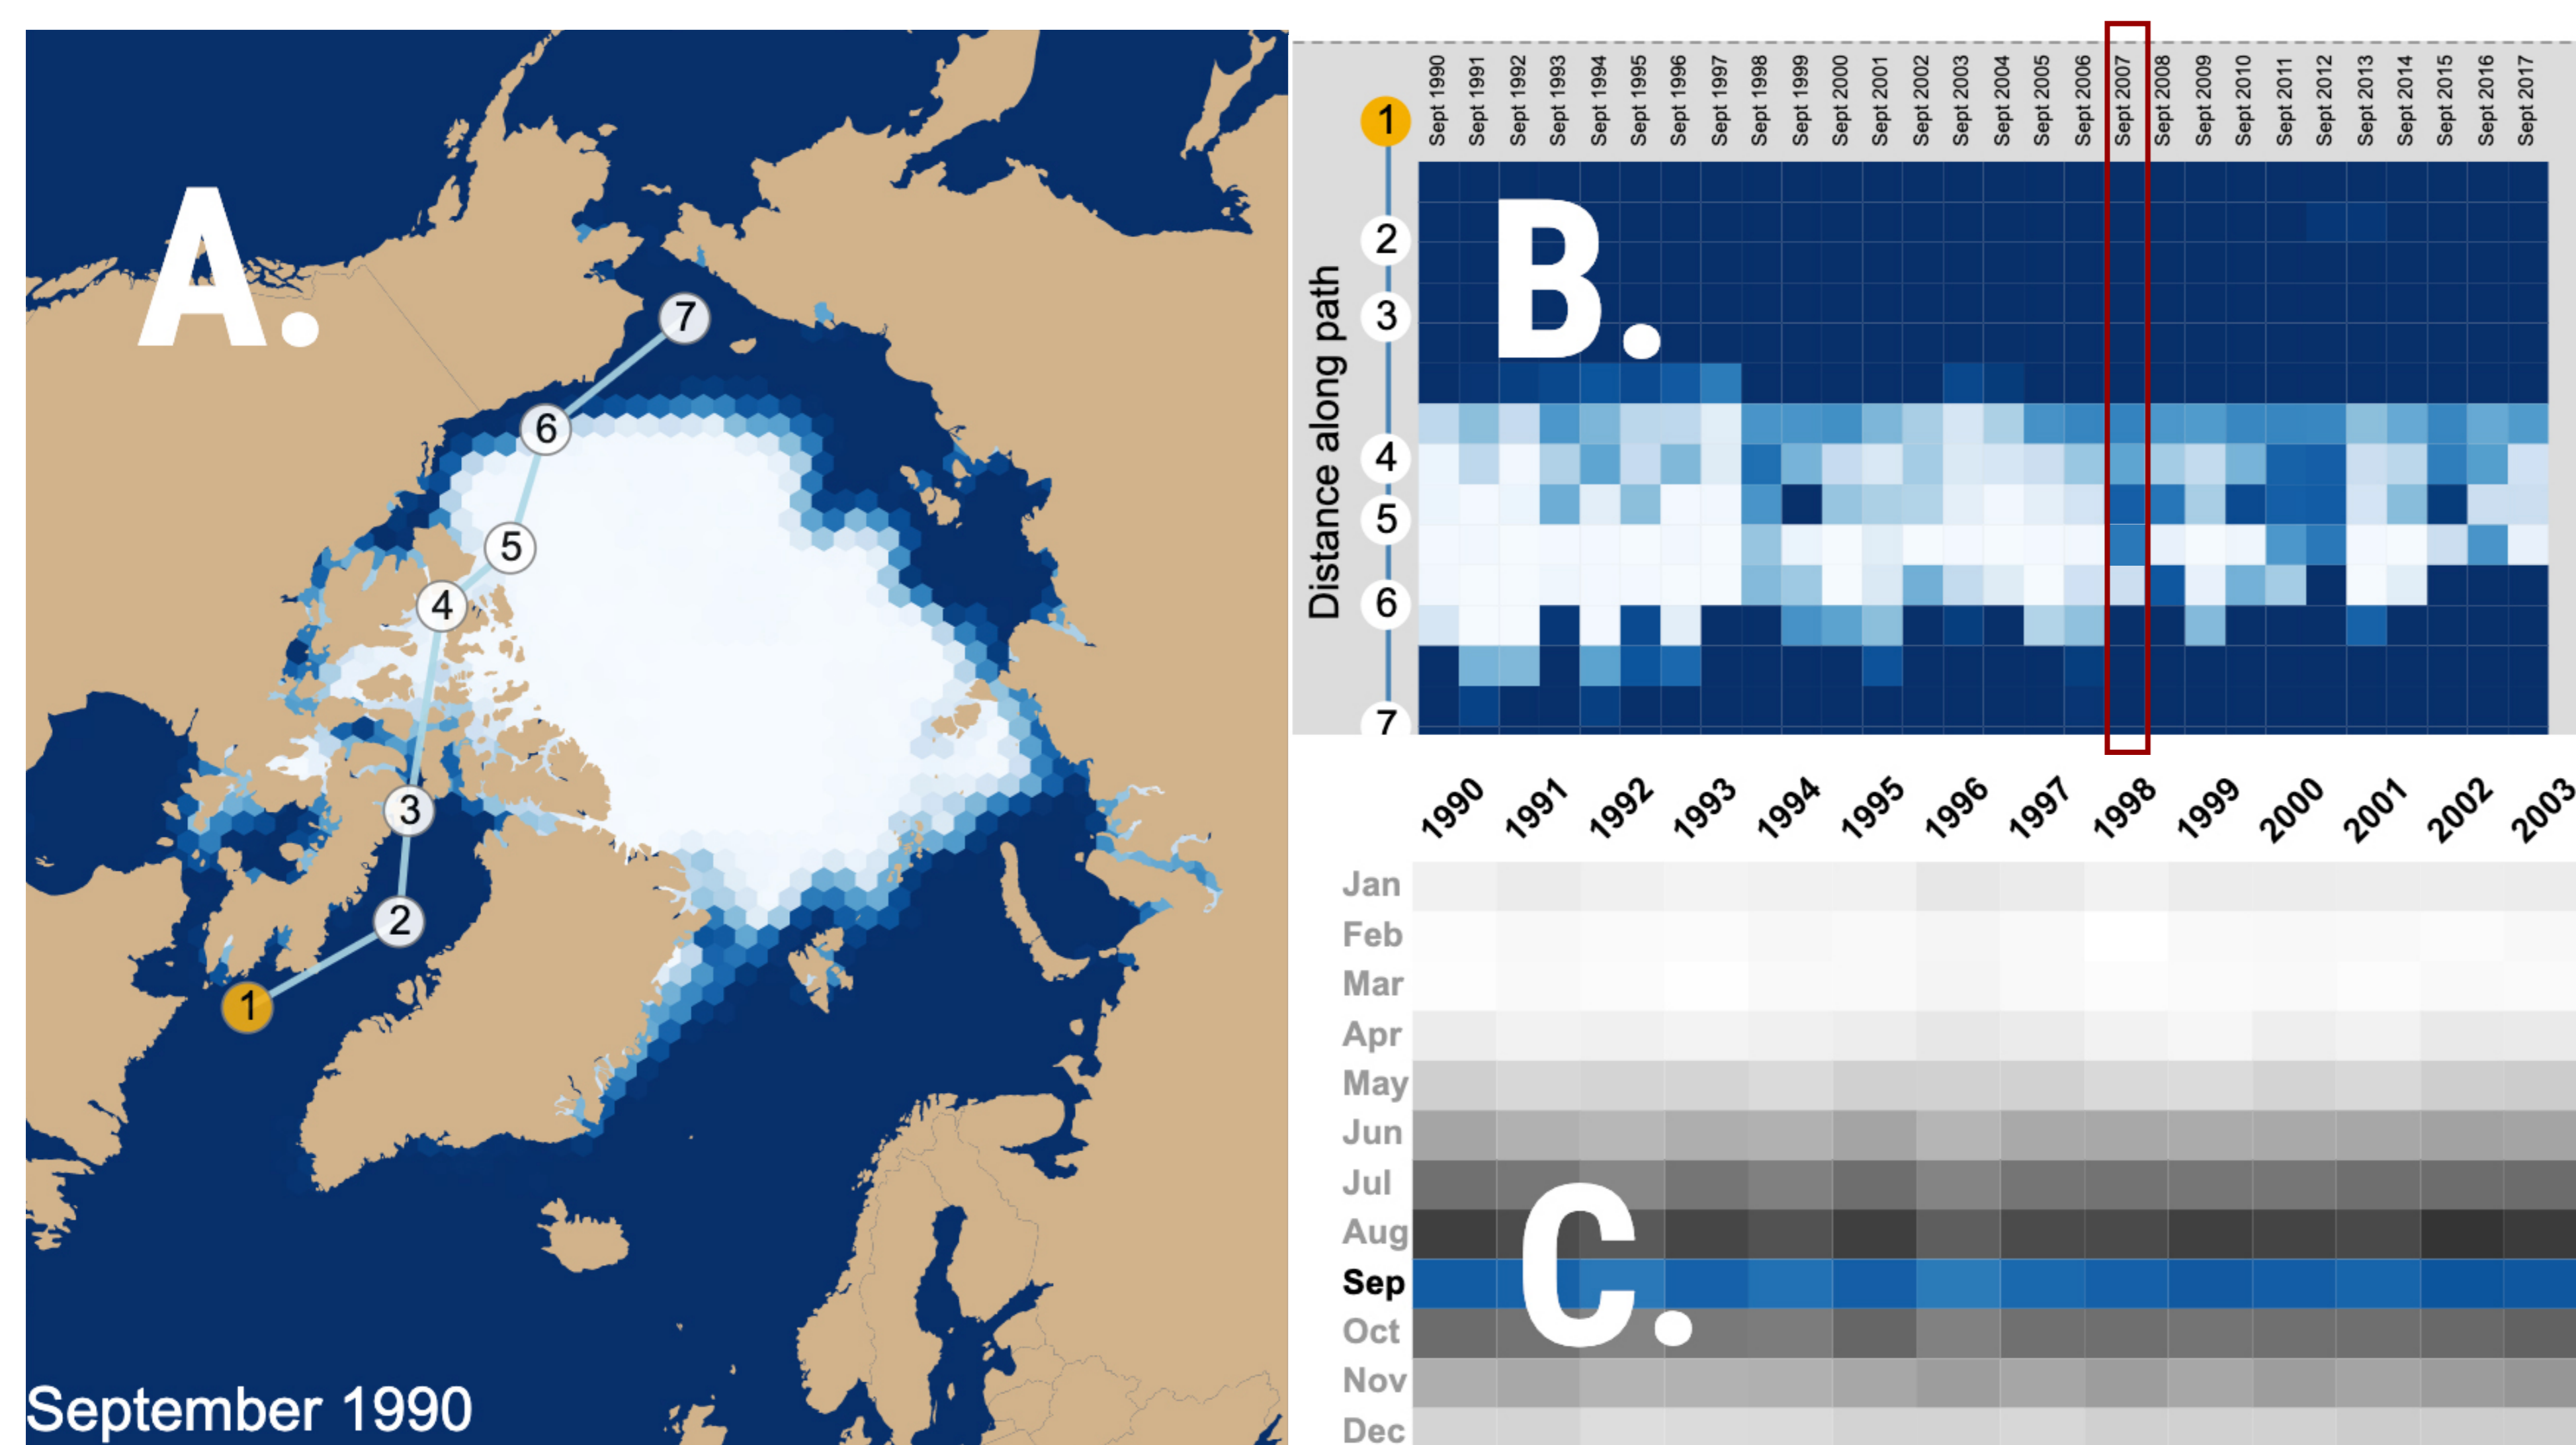 A.
7
6
5
4
3
2
1
September 1990
Sept 1990
Sept 1991
Sept 1992
Sept 1993
Sept 1994
Sept 1995
Sept 1996
Sept 1997
Sept 1998
Sept 1999
Sept 2000
Sept 2001
Sept 2002
Sept 2003
Sept 2004
Sept 2005
Sept 2006
Sept 2007
Sept 2008
Sept 2009
Sept 2010
Sept 2011
Sept 2012
Sept 2013
Sept 2014
Sept 2015
Sept 2016
Sept 2017
Distance along path
1
2
3
4
5
6
7
B.
1990
1991
1992
1993
1994
1995
1996
1997
1998
1999
2000
2001
2002
2003
Jan
Feb
Mar
Apr
May
Jun
Jul
Aug
Sep
Oct
Nov
Dec
C.